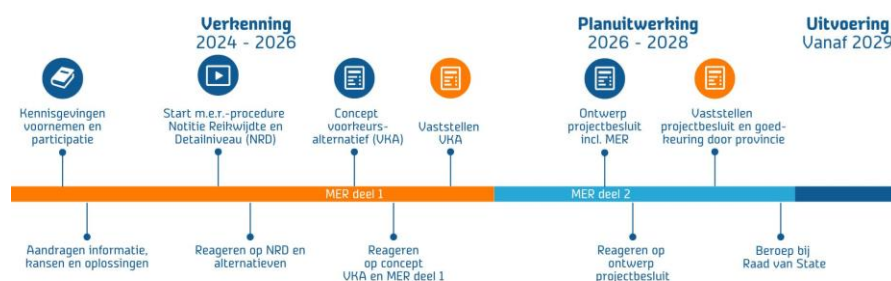 Verkenning
2024 - 2026
Planuitwerking
2026 - 2028
Uitvoering
Vanaf 2029
Kennisgevingen
voornemen en
participatie
Start m.e.r.-procedure
Notitie Reikwijdte en
Detailniveau (NRD)
Concept
voorkeurs-
alternatief (VKA)
Vaststellen
VKA
Ontwerp
projectbesluit
incl. MER
Vaststellen
projectbesluit en goed-
keuring door provincie
MER deel 1
MER deel 2
Aandragen informatie,
kansen en oplossingen
Reageren op NRD en
alternatieven
Reageren
op concept
VKA en MER deel 1
Reageren op
ontwerp
projectbesluit
Beroep bij
Raad van State